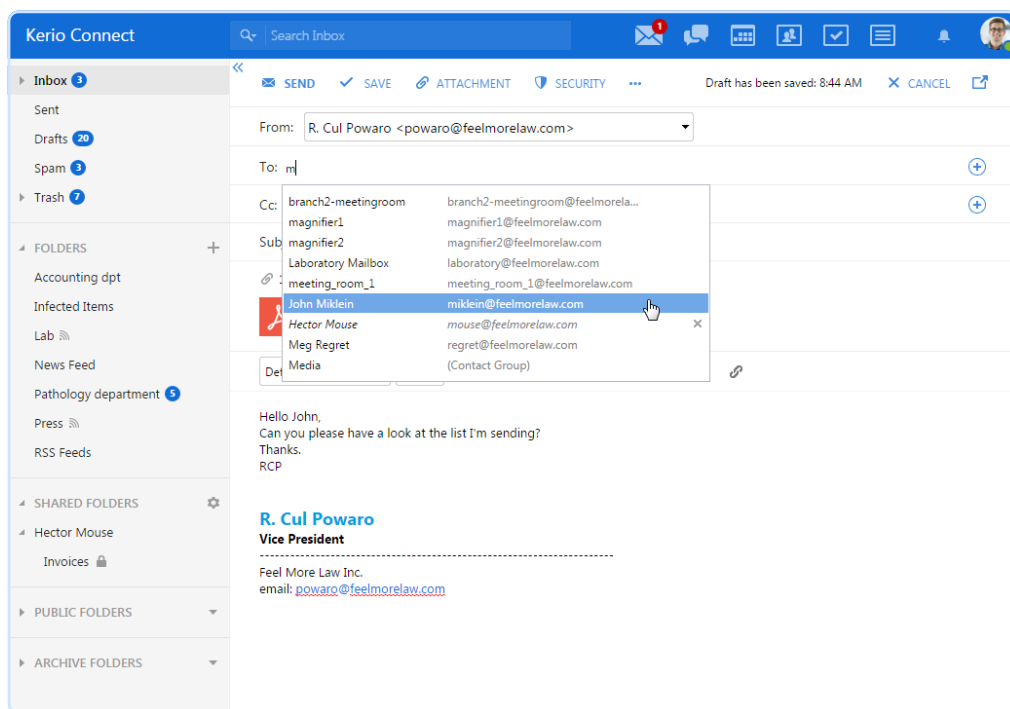 Kerio Connect
Search Inbox
1
Inbox 3
Sent
Drafts 20
Spam 3
Trash 7
FOLDERS
Accounting dpt
Infected Items
Lab
News Feed
Pathology department 5
Press
RSS Feeds
SHARED FOLDERS
Hector Mouse
Invoices
PUBLIC FOLDERS
ARCHIVE FOLDERS
SEND SAVE ATTACHMENT SECURITY ... Draft has been saved: 8:44 AM CANCEL
From: R. Cul Powaro <powaro@feelmorelaw.com>
To: m
Cc:
Subj
branch2-meetingroom branch2-meetingroom@feelmorela...
magnifier1 magnifier1@feelmorelaw.com
magnifier2 magnifier2@feelmorelaw.com
Laboratory Mailbox laboratory@feelmorelaw.com
meeting_room_1 meeting_room_1@feelmorelaw.com
John Miklein miklein@feelmorelaw.com
Hector Mouse mouse@feelmorelaw.com
Meg Regret regret@feelmorelaw.com
Media (Contact Group)
Def
Hello John,
Can you please have a look at the list I'm sending?
Thanks.
RCP
R. Cul Powaro
Vice President
--------------------------------------------------------------------
Feel More Law Inc.
email: powaro@feelmorelaw.com